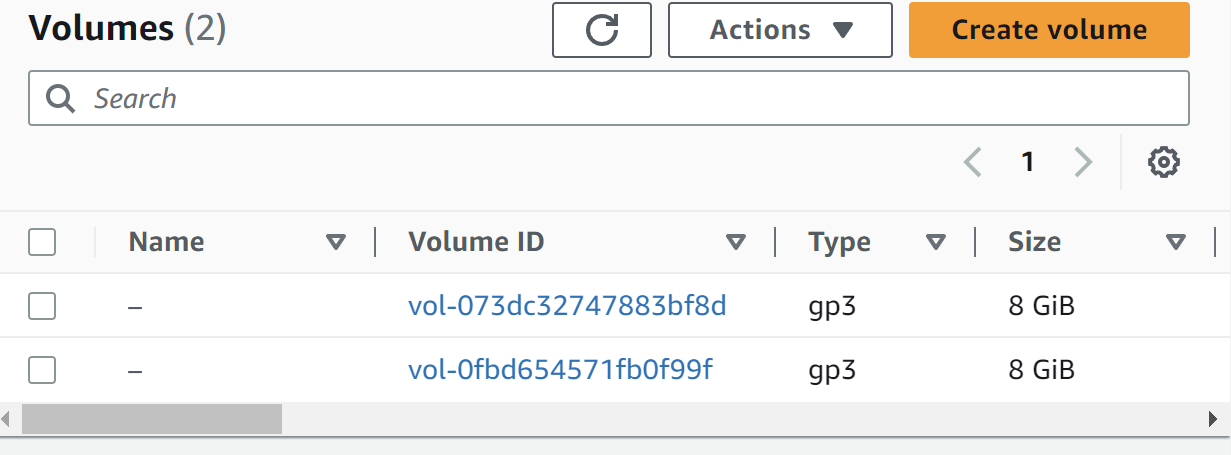 Volumes (2) Actions Create volume
Search
1
Name Volume ID Type Size
– vol-073dc32747883bf8d gp3 8 GiB
– vol-0fbd654571fb0f99f gp3 8 GiB